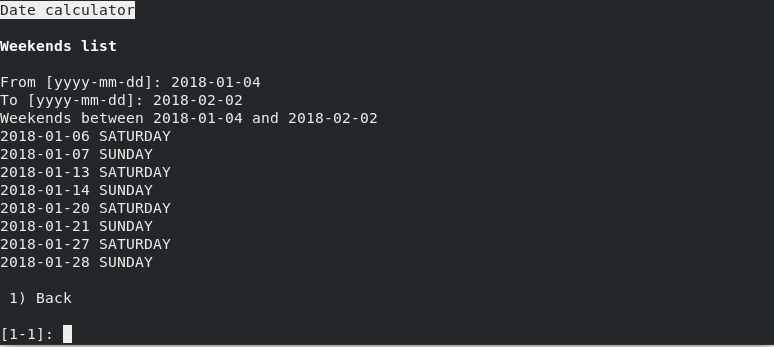 Date calculator
Weekends list
From [yyyy-mm-dd]: 2018-01-04
To [yyyy-mm-dd]: 2018-02-02
Weekends between 2018-01-04 and 2018-02-02
2018-01-06 SATURDAY
2018-01-07 SUNDAY
2018-01-13 SATURDAY
2018-01-14 SUNDAY
2018-01-20 SATURDAY
2018-01-21 SUNDAY
2018-01-27 SATURDAY
2018-01-28 SUNDAY
1) Back
[1-1]: